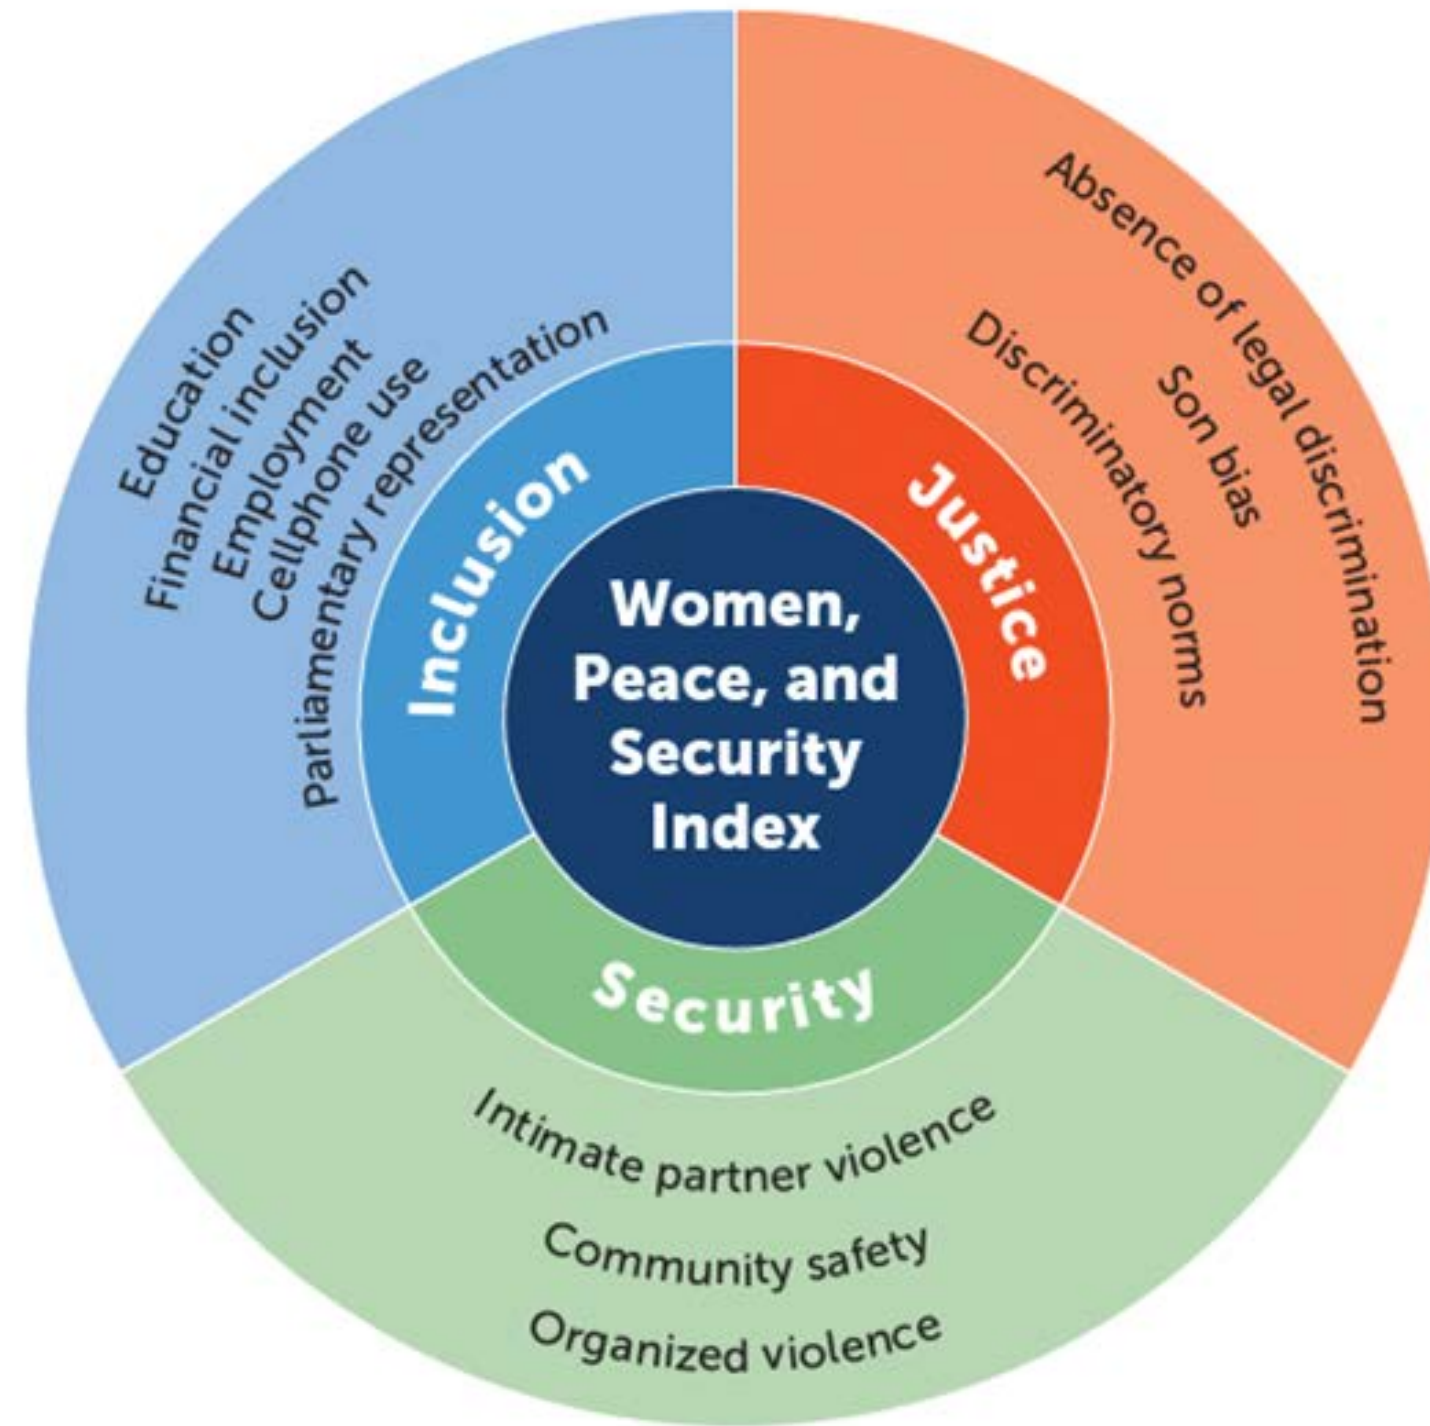 Women,
Peace, and
Security
Index
Inclusion
Education
Financial inclusion
Employment
Cellphone use
Parliamentary representation
Justice
Absence of legal discrimination
Son bias
Discriminatory norms
Security
Intimate partner violence
Community safety
Organized violence